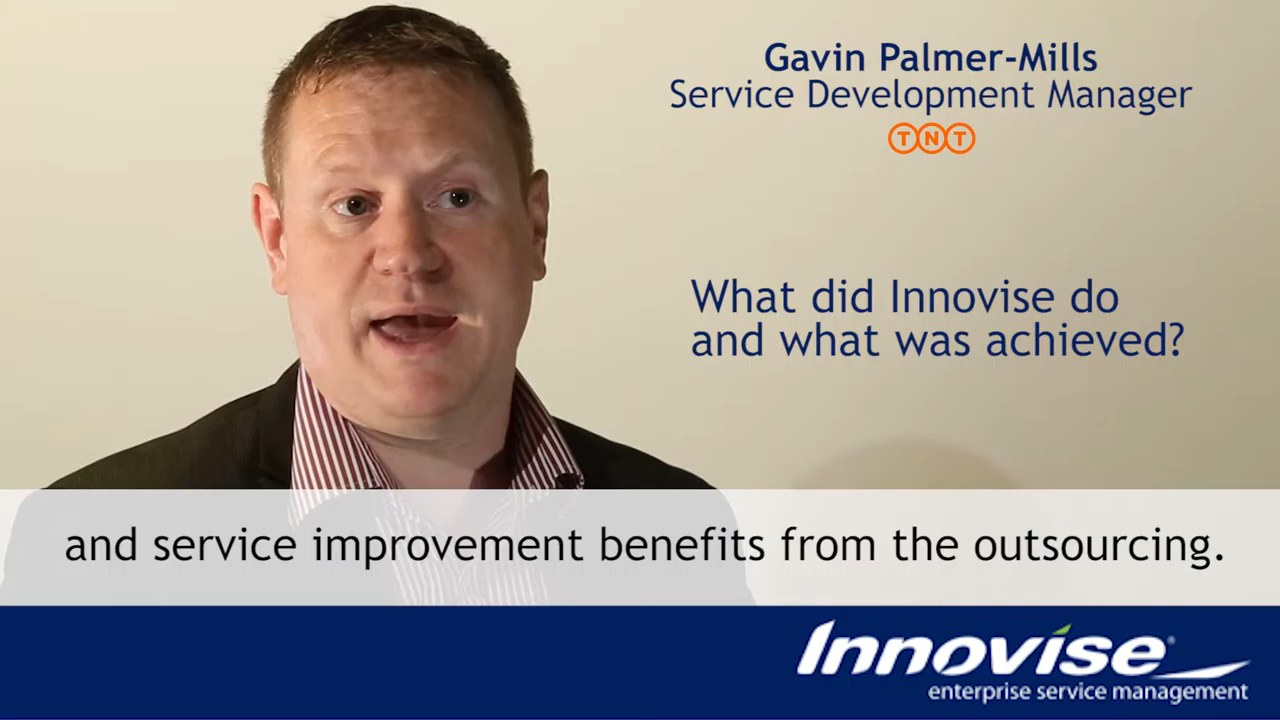 Gavin Palmer-Mills
Service Development Manager
TNT
What did Innovise do
and what was achieved?
and service improvement benefits from the outsourcing.
Innovise®
enterprise service management